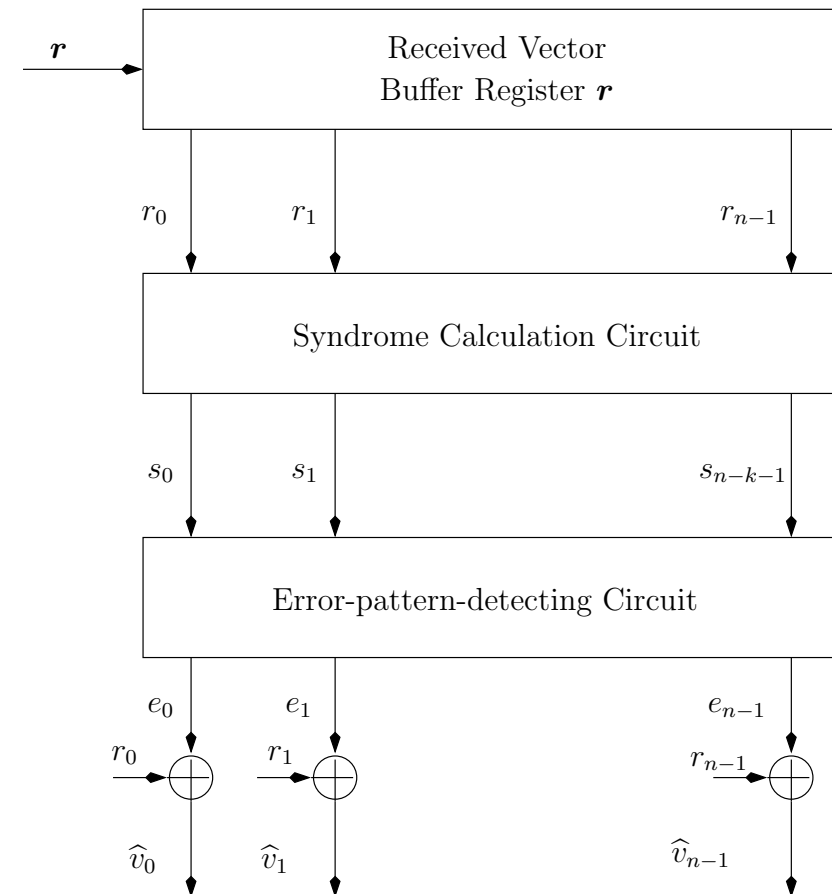 r
Received Vector
Buffer Register r
r₀ r₁ rₙ₋₁
Syndrome Calculation Circuit
s₀ s₁ sₙ₋ₖ₋₁
Error-pattern-detecting Circuit
e₀ e₁ eₙ₋₁
r₀ r₁ rₙ₋₁
v̂₀ v̂₁ v̂ₙ₋₁